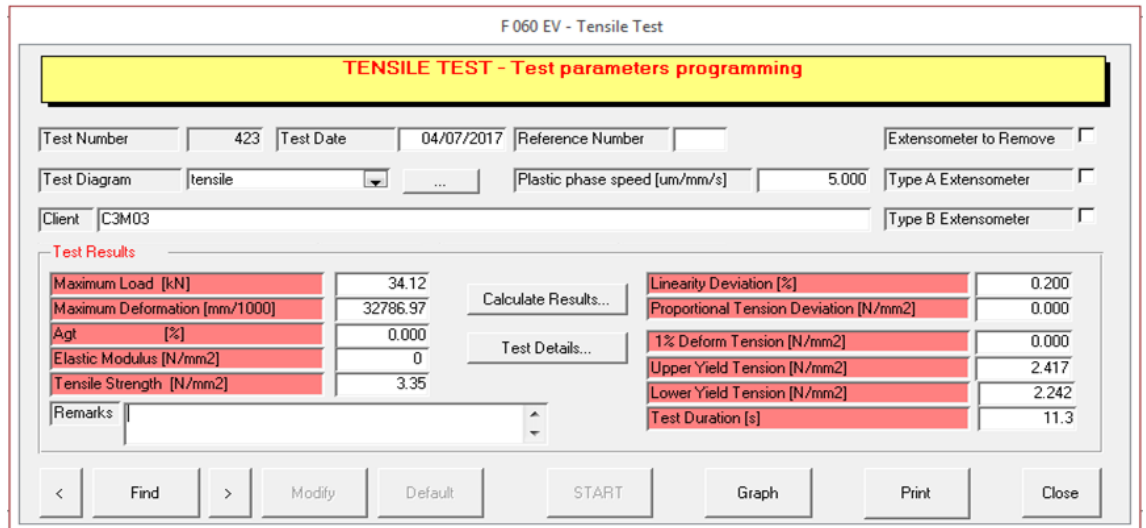 F 060 EV - Tensile Test
TENSILE TEST - Test parameters programming
Test Number 423 Test Date 04/07/2017 Reference Number Extensometer to Remove
Test Diagram tensile ... Plastic phase speed [um/mm/s] 5.000 Type A Extensometer
Client C3M03 Type B Extensometer
Test Results
Maximum Load [kN] 34.12 Linearity Deviation [%] 0.200
Maximum Deformation [mm/1000] 32786.97 Calculate Results... Proportional Tension Deviation [N/mm2] 0.000
Agt [%] 0.000 Test Details... 1% Deform Tension [N/mm2] 0.000
Elastic Modulus [N/mm2] 0 Upper Yield Tension [N/mm2] 2.417
Tensile Strength [N/mm2] 3.35 Lower Yield Tension [N/mm2] 2.242
Remarks Test Duration [s] 11.3
< Find > Modify Default START Graph Print Close